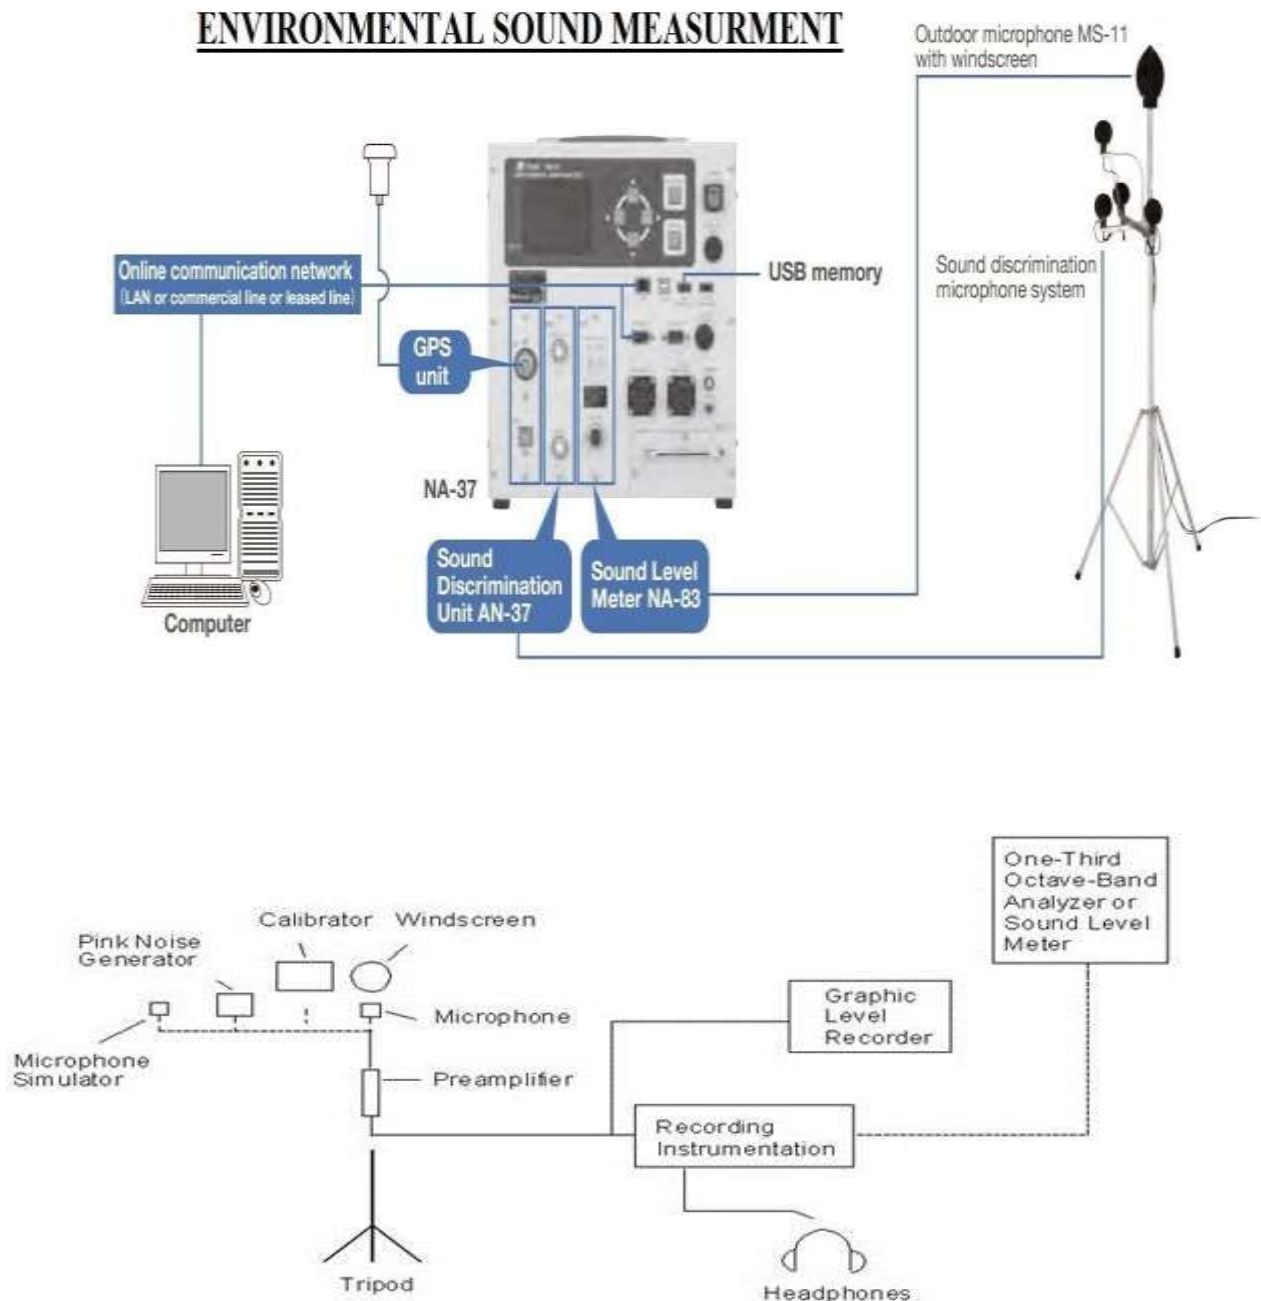 ENVIRONMENTAL SOUND MEASURMENT
Outdoor microphone MS-11
with windscreen
Online communication network
(LAN or commercial line or leased line)
USB memory
Sound discrimination
microphone system
GPS
unit
NA-37
Sound
Discrimination
Unit AN-37
Sound Level
Meter NA-83
Computer
One-Third
Octave-Band
Analyzer or
Sound Level
Meter
Calibrator
Windscreen
Pink Noise
Generator
Graphic
Level
Recorder
Microphone
Microphone
Simulator
Preamplifier
Recording
Instrumentation
Tripod
Headphones